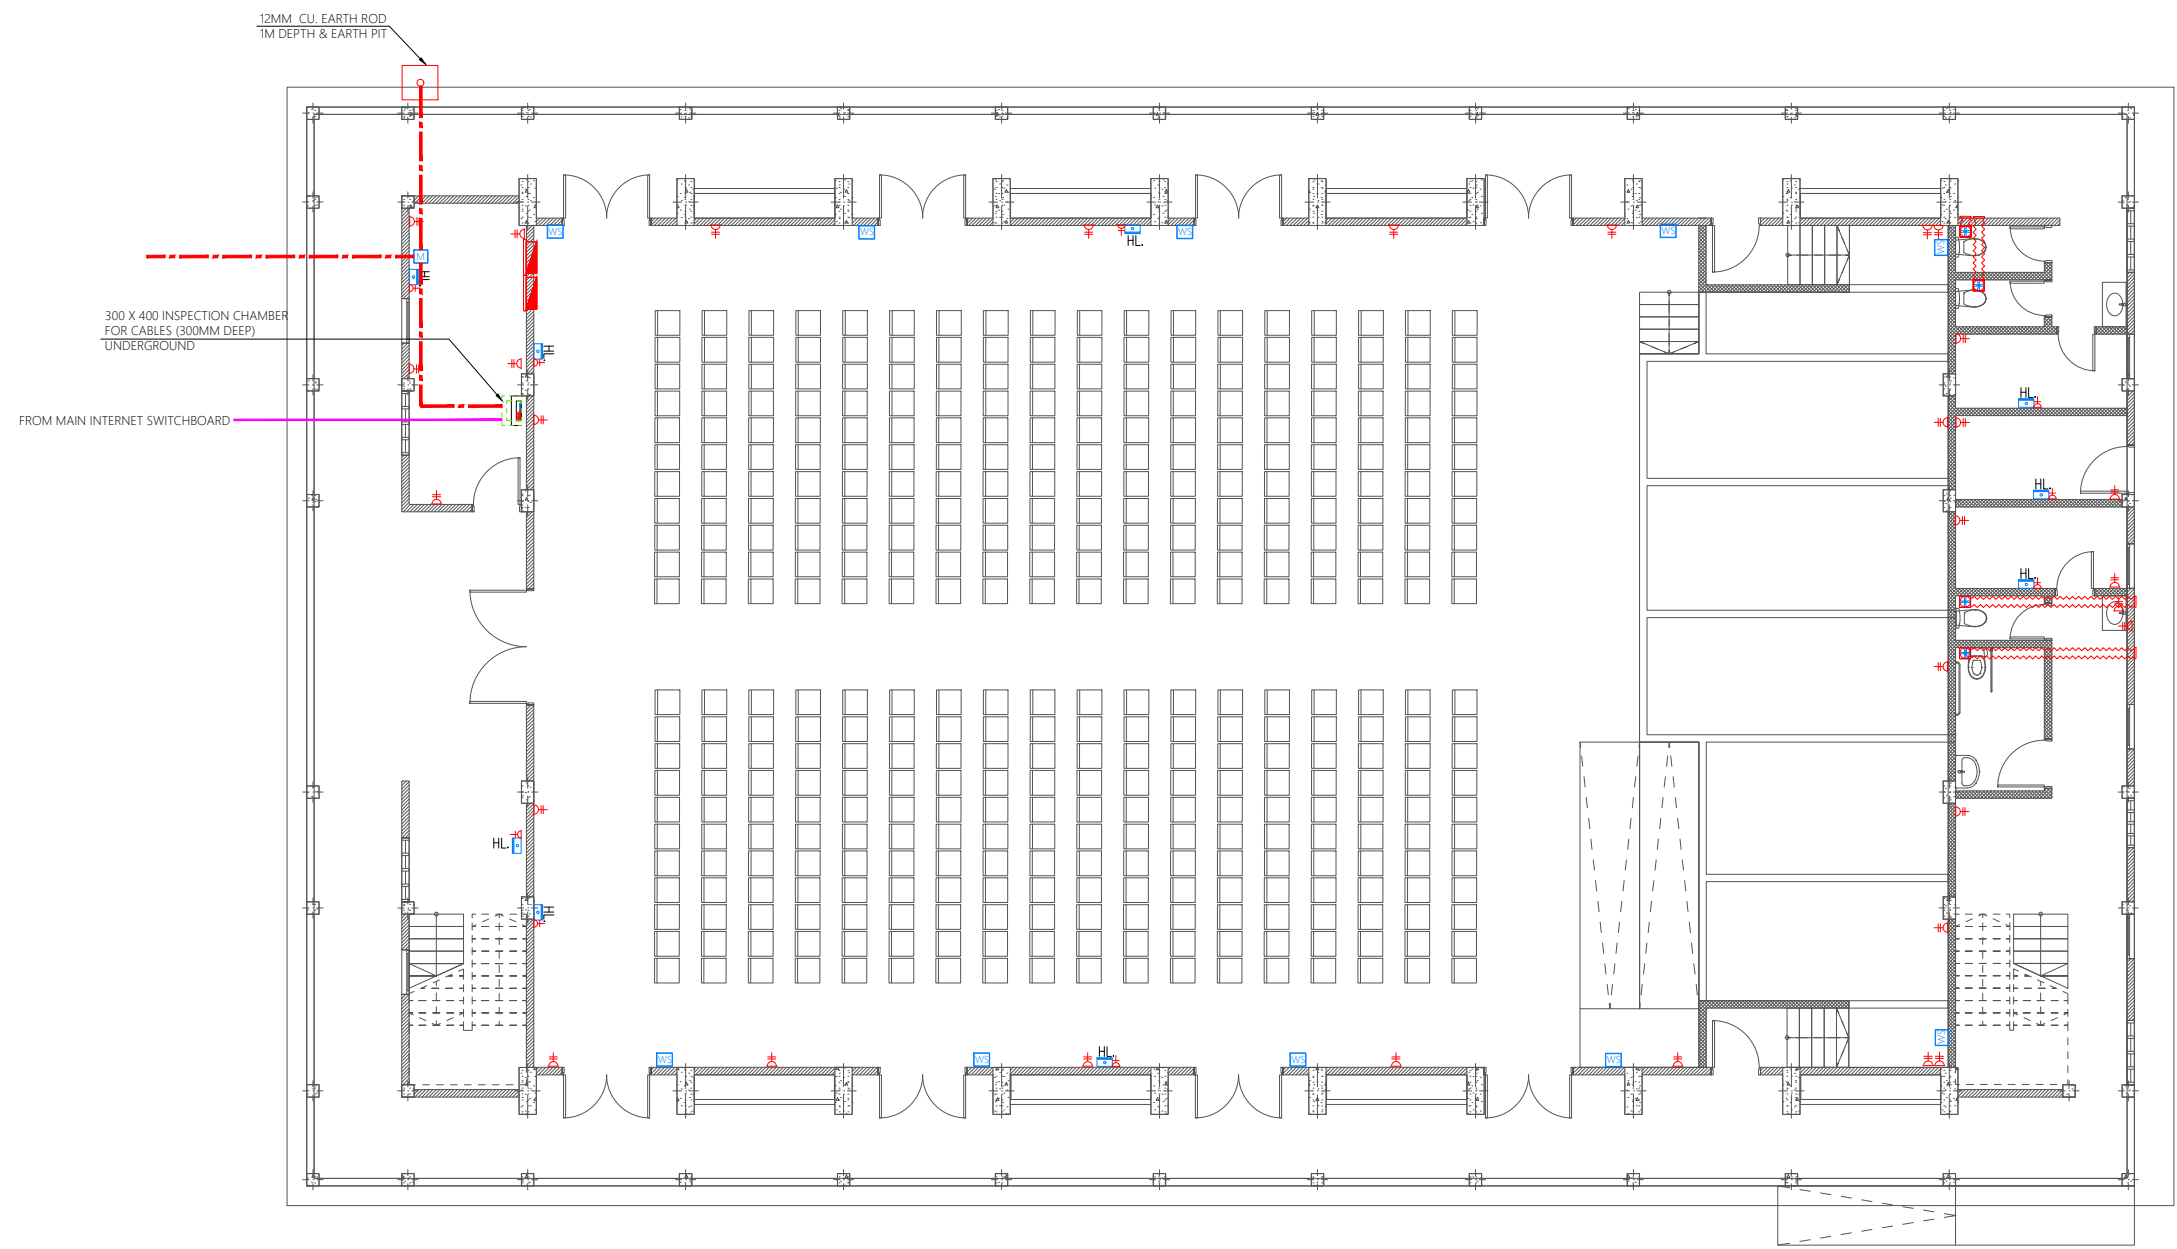 12MM CU. EARTH ROD
1M DEPTH & EARTH PIT
WS
WS
WS
WS
HL.
WS
M
H.
300 X 400 INSPECTION CHAMBER
FOR CABLES (300MM DEEP)
UNDERGROUND
H.
HL.
FROM MAIN INTERNET SWITCHBOARD
HL.
HL.
HL.
H.
WS
HL.
WS
WS
WS
WS